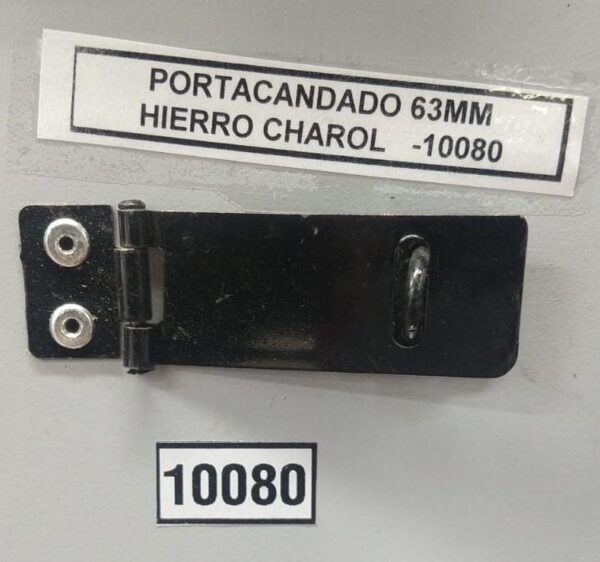 PORTACANDADO 63MM
HIERRO CHAROL -10080
10080